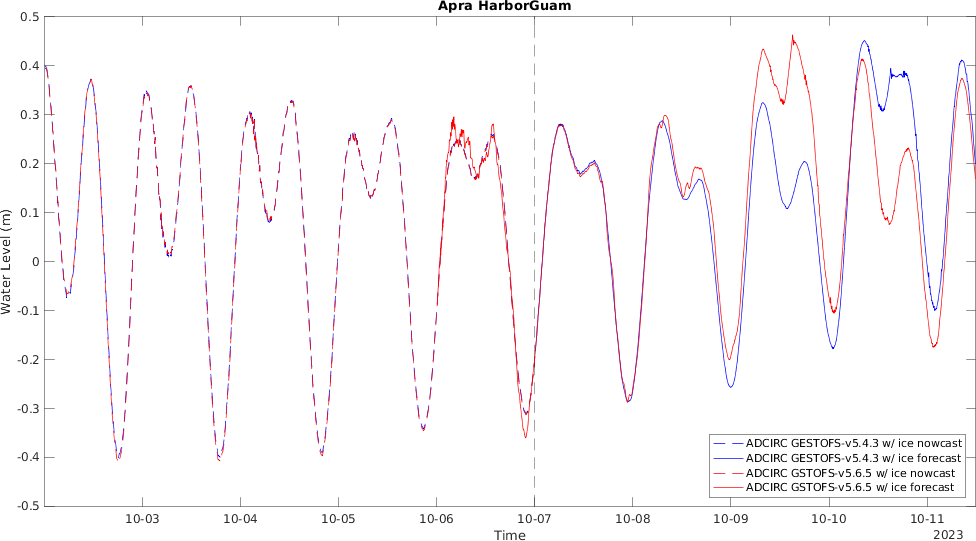 Apra HarborGuam
0.5
0.4
0.3
0.2
0.1
0
-0.1
-0.2
-0.3
-0.4
-0.5
Water Level (m)
10-03 10-04 10-05 10-06 10-07 10-08 10-09 10-10 10-11
Time
2023
ADCIRC GESTOFS-v5.4.3 w/ ice nowcast
ADCIRC GESTOFS-v5.4.3 w/ ice forecast
ADCIRC GSTOFS-v5.6.5 w/ ice nowcast
ADCIRC GSTOFS-v5.6.5 w/ ice forecast